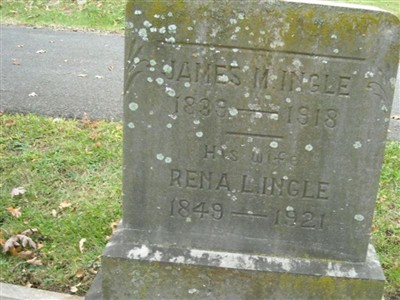 JAMES M. INGLE
1839 — 1918
His wife
RENA L. INGLE
1849 — 1921